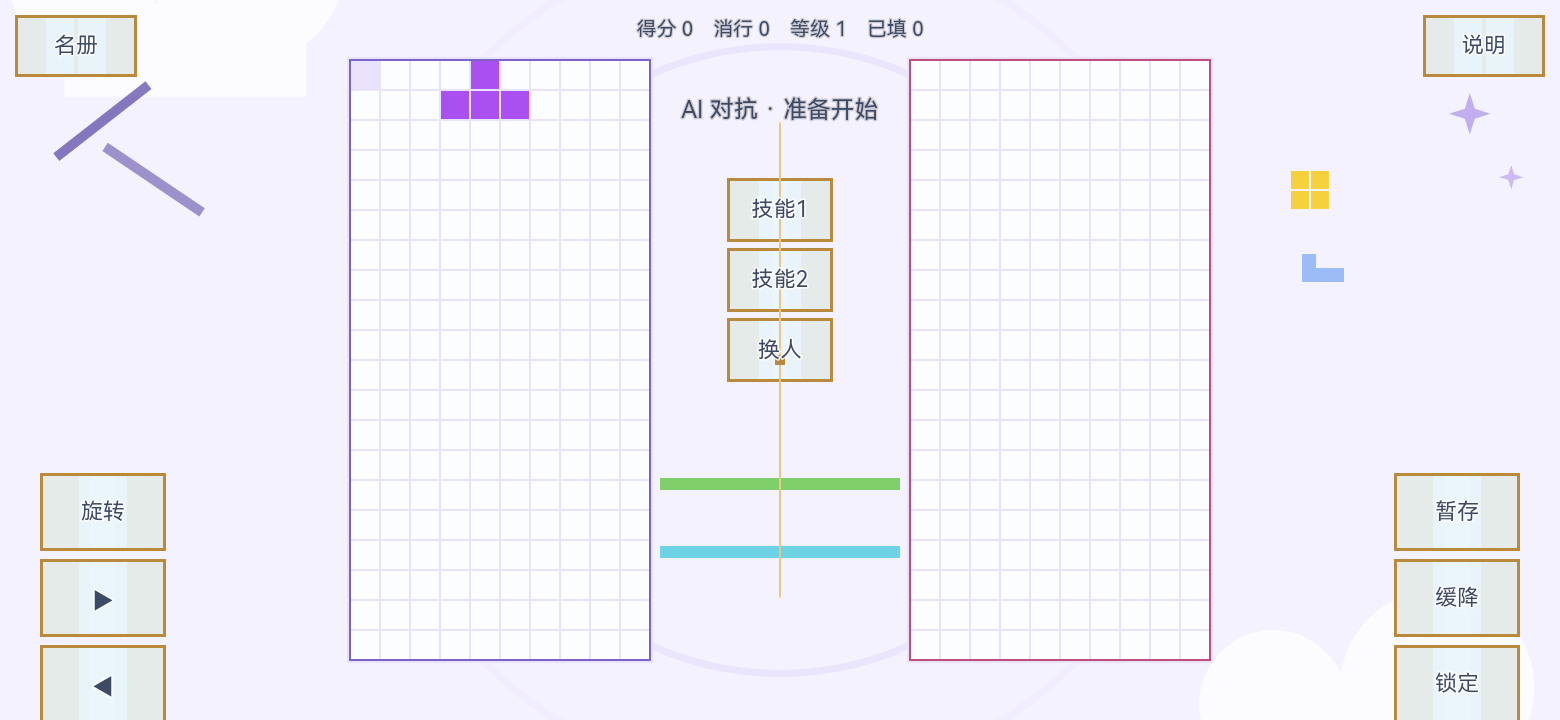 得分 0 消行 0 等级 1 已填 0
名册
说明
AI 对抗 · 准备开始
技能1
技能2
换人
旋转
▶
◀
暂存
缓降
锁定